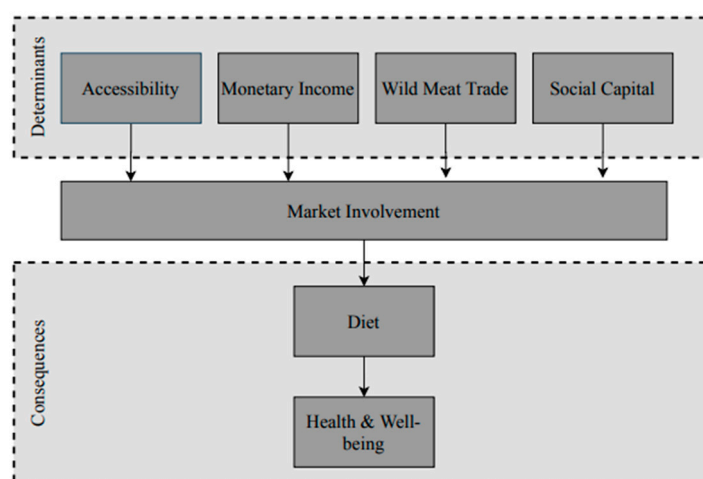 Determinants
Accessibility
Monetary Income
Wild Meat Trade
Social Capital
Market Involvement
Consequences
Diet
Health & Well-
being